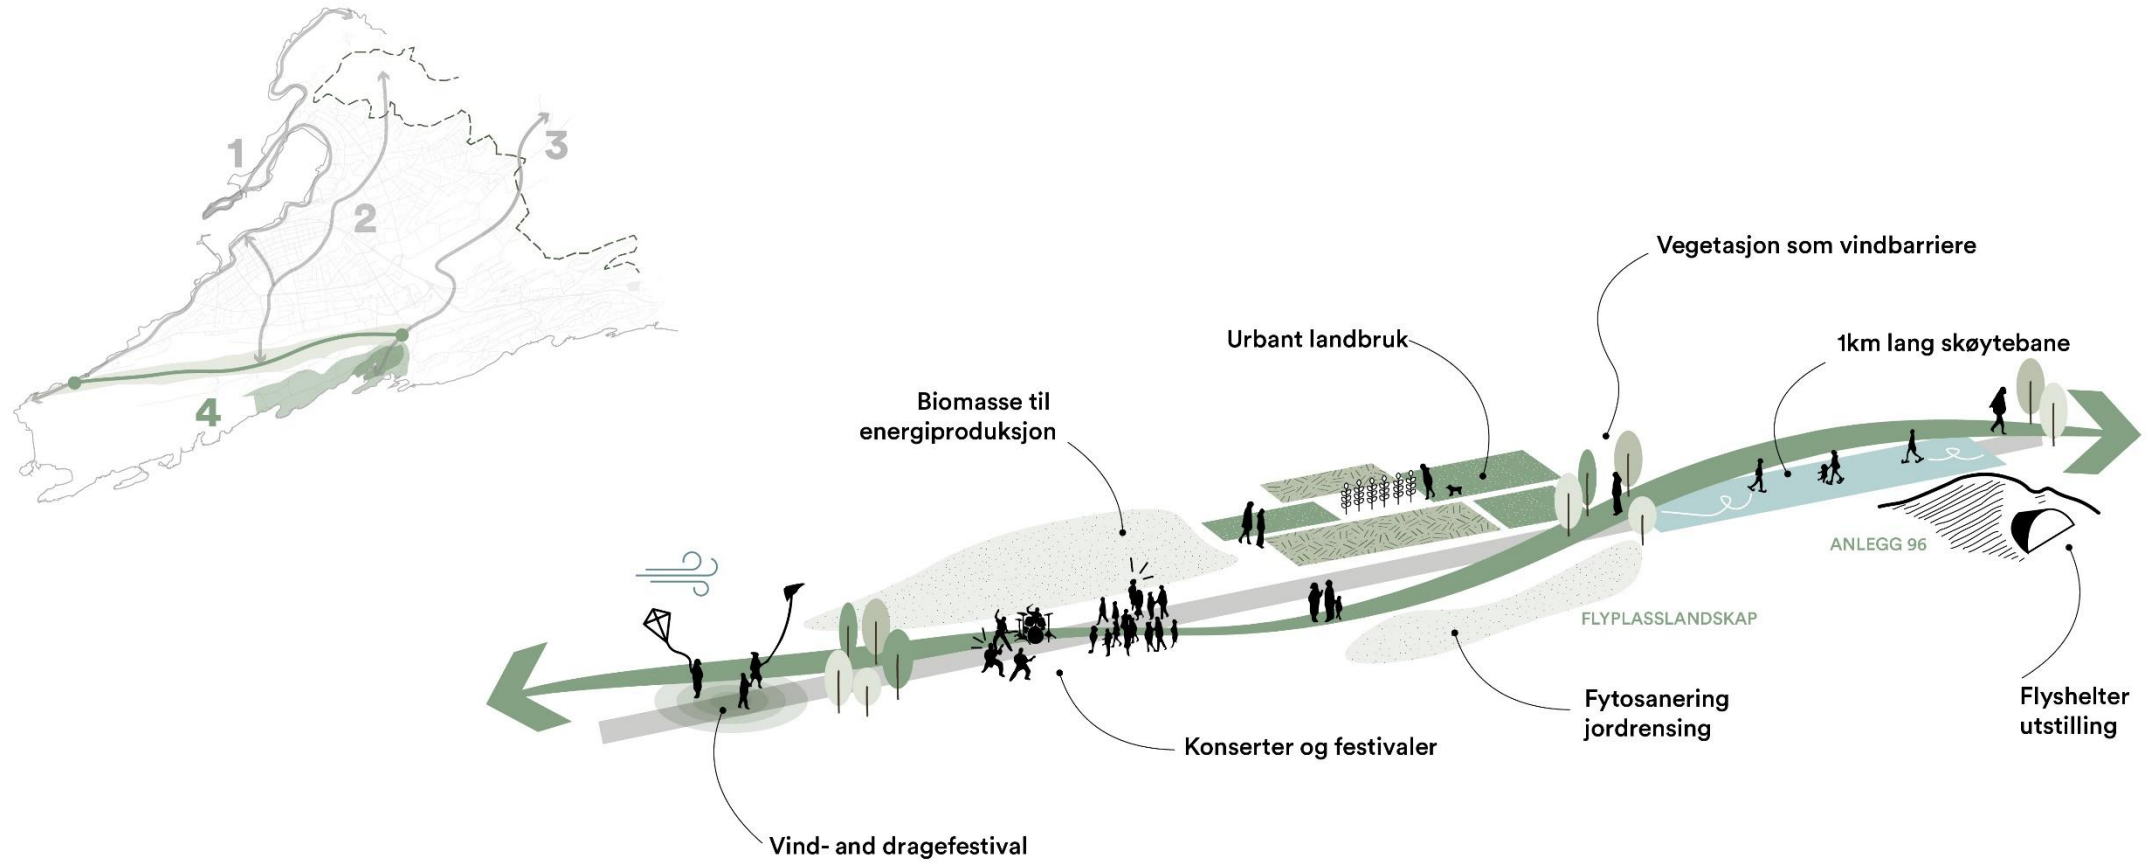 1
2
3
4
Vegetasjon som vindbarriere
Urbant landbruk
1km lang skøytebane
Biomasse til
energiproduksjon
ANLEGG 96
FLYPLASSLANDSKAP
Fytosanering
jordrensing
Flyshelter
utstilling
Konserter og festivaler
Vind- and dragefestival